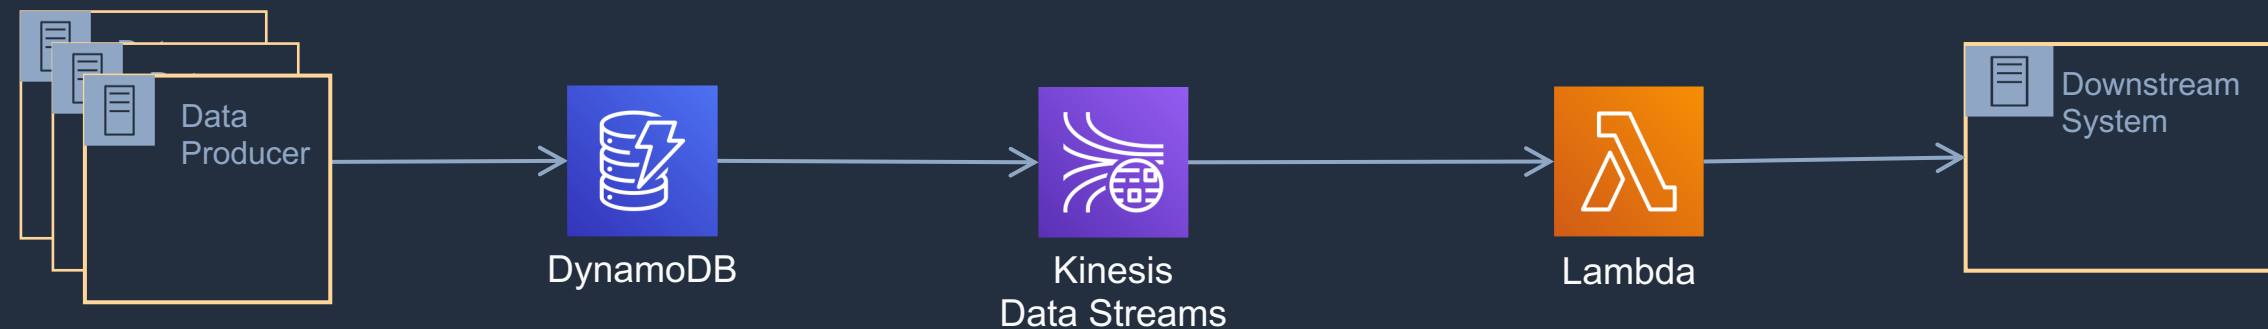 Data
Producer
DynamoDB
Kinesis
Data Streams
Lambda
Downstream
System